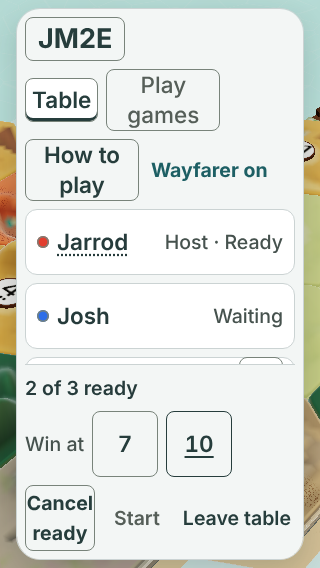 JM2E
Table
Play
games
How to
play
Wayfarer on
Jarrod Host · Ready
Josh Waiting
2 of 3 ready
Win at 7 10
Cancel
ready
Start Leave table